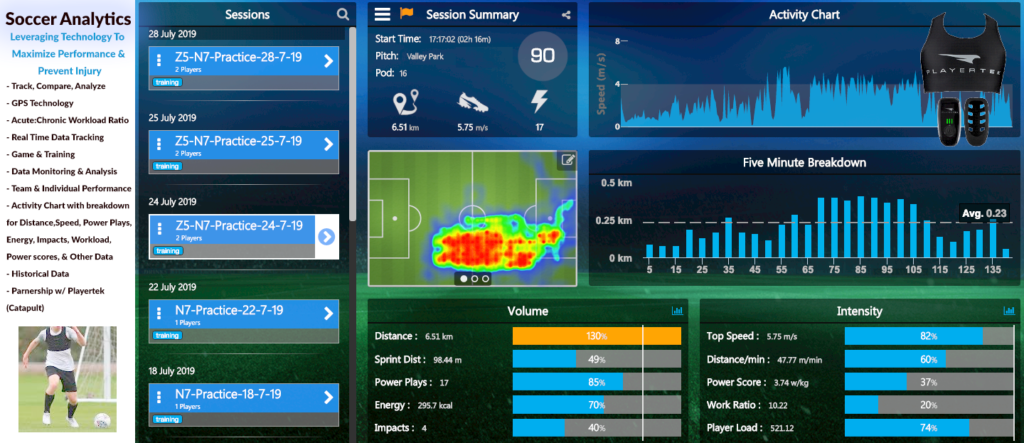 Soccer Analytics
Leveraging Technology To
Maximize Performance &
Prevent Injury
- Track, Compare, Analyze
- GPS Technology
- Acute:Chronic Workload Ratio
- Real Time Data Tracking
- Game & Training
- Data Monitoring & Analysis
- Team & Individual Performance
- Activity Chart with breakdown
for Distance,Speed, Power Plays,
Energy, Impacts, Workload,
Power scores, & Other Data
- Historical Data
- Parnership w/ Playertek
(Catapult)
Sessions
28 July 2019
Z5-N7-Practice-28-7-19
2 Players
training
25 July 2019
Z5-N7-Practice-25-7-19
2 Players
training
24 July 2019
Z5-N7-Practice-24-7-19
2 Players
training
22 July 2019
N7-Practice-22-7-19
1 Players
training
18 July 2019
N7-Practice-18-7-19
1 Players
training
Session Summary
Start Time: 17:17:02 (02h 16m)
Pitch: Valley Park
Pod: 16
90
6.51 km 5.75 m/s 17
Activity Chart
Speed (m/s)
8
4
0
PLAYERTEK
Five Minute Breakdown
0.5 km
0.25 km
0 km
Avg. 0.23
5 15 25 35 45 55 65 75 85 95 105 115 125 135
Volume
Distance : 6.51 km 130%
Sprint Dist : 98.44 m 49%
Power Plays : 17 85%
Energy : 295.7 kcal 70%
Impacts : 4 40%
Intensity
Top Speed : 5.75 m/s 82%
Distance/min : 47.77 m/min 60%
Power Score : 3.74 w/kg 37%
Work Ratio : 10.22 20%
Player Load : 521.12 74%